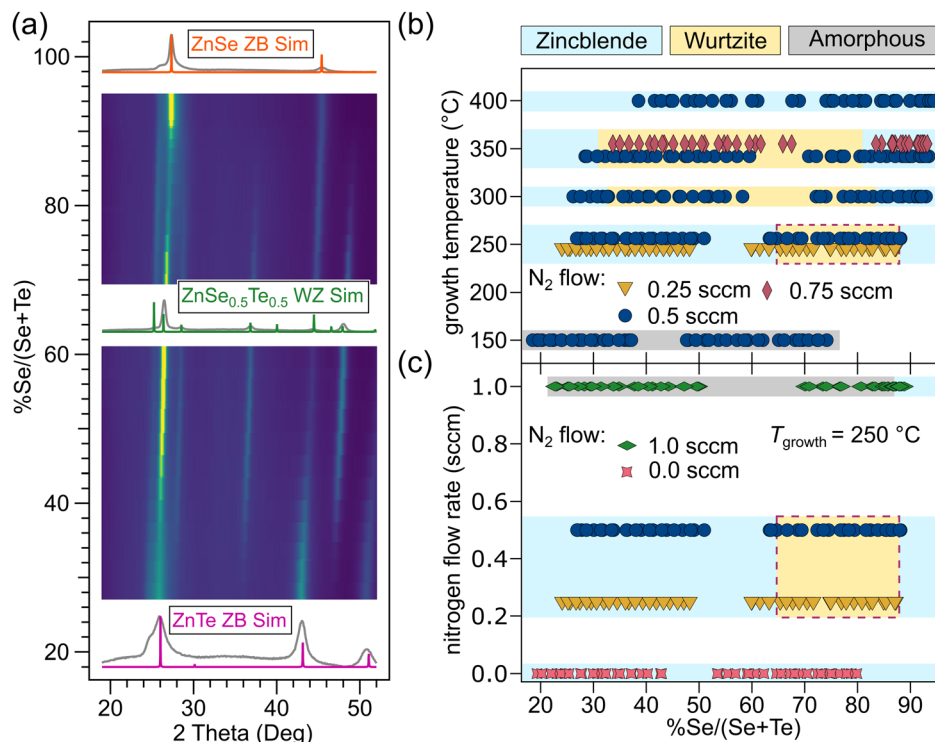 (a)
ZnSe ZB Sim
100
80
60
40
20
%Se/(Se+Te)
ZnSe0.5Te0.5 WZ Sim
ZnTe ZB Sim
20 30 40 50
2 Theta (Deg)
(b)
Zincblende Wurtzite Amorphous
400
350
300
250
200
150
growth temperature (°C)
N2 flow:
0.25 sccm 0.75 sccm
0.5 sccm
(c)
1.0
0.8
0.6
0.4
0.2
0.0
nitrogen flow rate (sccm)
N2 flow: Tgrowth = 250 °C
1.0 sccm
0.0 sccm
20 30 40 50 60 70 80 90
%Se/(Se+Te)